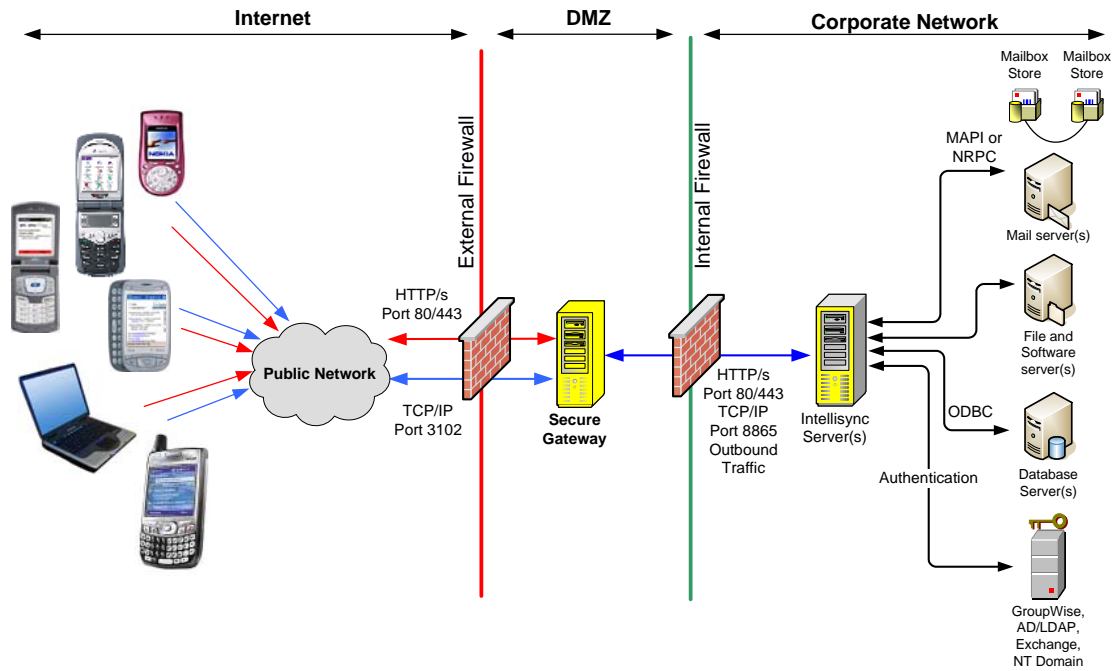 Internet
DMZ
Corporate Network
Mailbox
Store
Mailbox
Store
External Firewall
Internal Firewall
MAPI or
NRPC
Mail server(s)
NOKIA
HTTP/s
Port 80/443
File and
Software
server(s)
Public Network
TCP/IP
Port 3102
Secure
Gateway
HTTP/s
Port 80/443
TCP/IP
Port 8865
Outbound
Traffic
Intellisync
Server(s)
ODBC
Database
Server(s)
Authentication
GroupWise,
AD/LDAP,
Exchange,
NT Domain